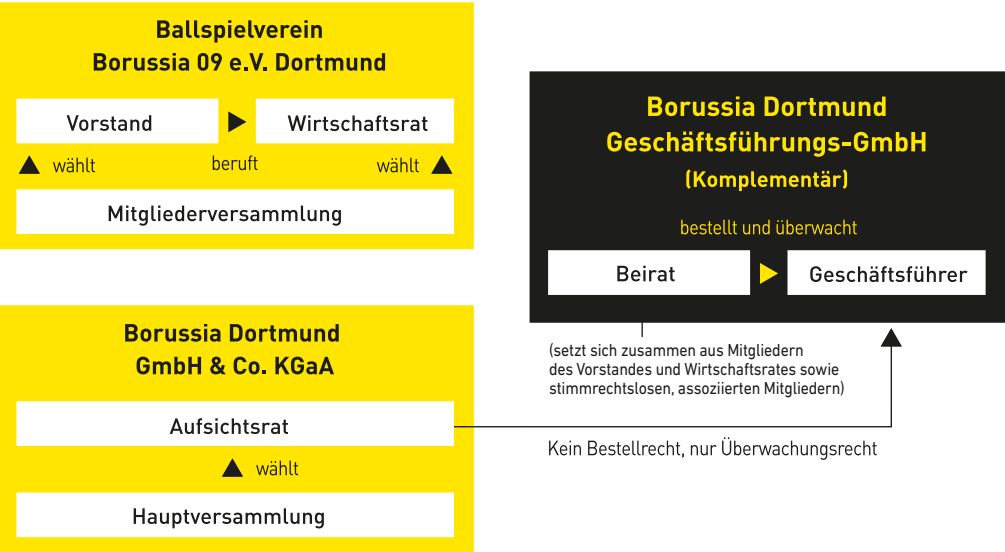 Ballspielverein
Borussia 09 e.V. Dortmund
Vorstand
Wirtschaftsrat
wählt
beruft
wählt
Mitgliederversammlung
Borussia Dortmund
GmbH & Co. KGaA
Aufsichtsrat
wählt
Hauptversammlung
Borussia Dortmund
Geschäftsführungs-GmbH
(Komplementär)
bestellt und überwacht
Beirat
Geschäftsführer
(setzt sich zusammen aus Mitgliedern
des Vorstandes und Wirtschaftsrates sowie
stimmrechtslosen, assoziierten Mitgliedern)
Kein Bestellrecht, nur Überwachungsrecht